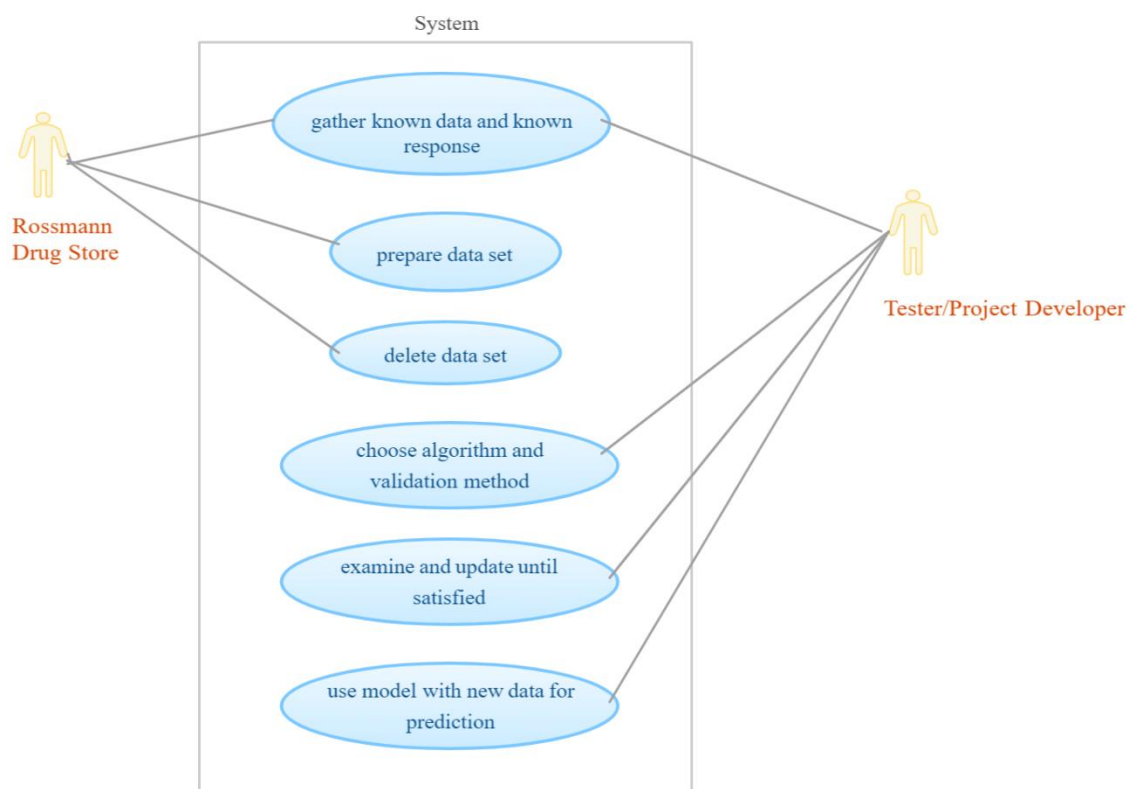 System
gather known data and known
response
Rossmann
Drug Store
prepare data set
Tester/Project Developer
delete data set
choose algorithm and
validation method
examine and update until
satisfied
use model with new data for
prediction